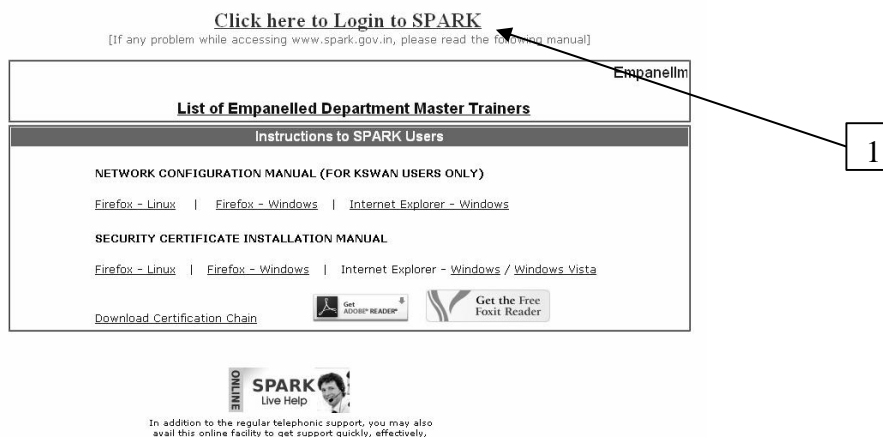 Click here to Login to SPARK
[If any problem while accessing www.spark.gov.in, please read the following manual]
Empanellm
List of Empanelled Department Master Trainers
1
Instructions to SPARK Users
NETWORK CONFIGURATION MANUAL (FOR KSWAN USERS ONLY)
Firefox - Linux | Firefox - Windows | Internet Explorer - Windows
SECURITY CERTIFICATE INSTALLATION MANUAL
Firefox - Linux | Firefox - Windows | Internet Explorer - Windows / Windows Vista
Download Certification Chain
Get
ADOBE® READER®
Get the Free
Foxit Reader
ONLINE
SPARK
Live Help
In addition to the regular telephonic support, you may also
avail this online facility to get support quickly, effectively,